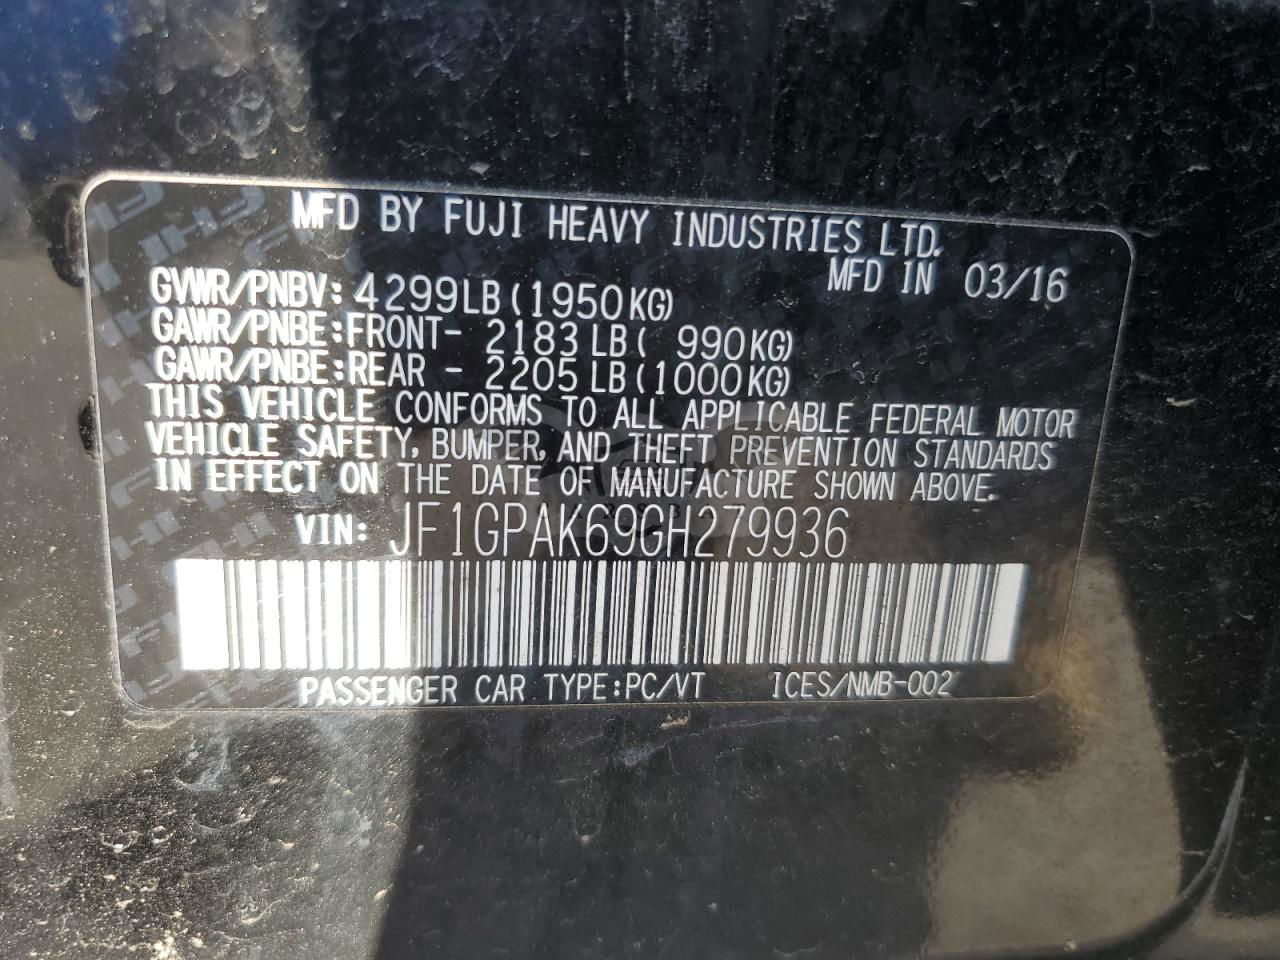 MFD BY FUJI HEAVY INDUSTRIES LTD.
MFD IN 03/16
GVWR/PNBV: 4299LB (1950KG)
GAWR/PNBE:FRONT- 2183 LB ( 990KG)
GAWR/PNBE:REAR - 2205 LB (1000KG)
THIS VEHICLE CONFORMS TO ALL APPLICABLE FEDERAL MOTOR
VEHICLE SAFETY, BUMPER, AND THEFT PREVENTION STANDARDS
IN EFFECT ON THE DATE OF MANUFACTURE SHOWN ABOVE.
VIN: JF1GPAK69GH279936
PASSENGER CAR TYPE:PC/VT ICES/NMB-002